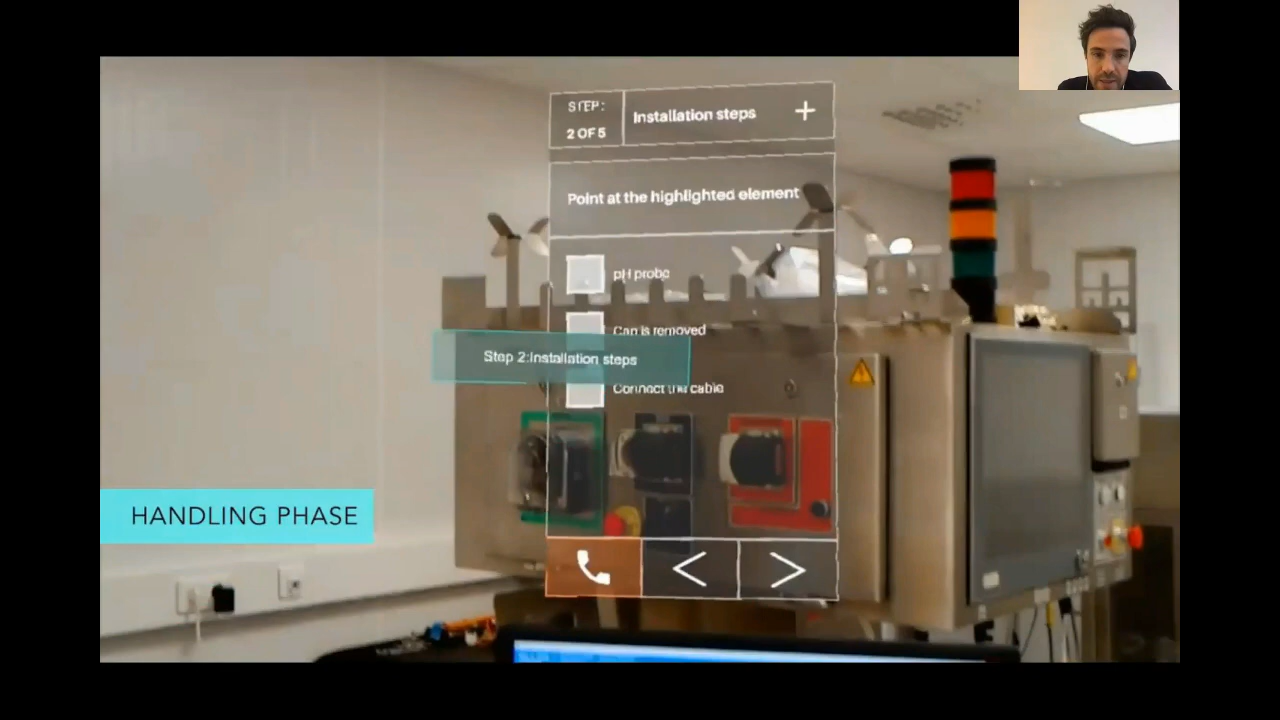 STEP:
2 OF 5
Installation steps
Point at the highlighted element
pH probe
Cap is removed
Step 2:Installation steps
Connect the cable
HANDLING PHASE